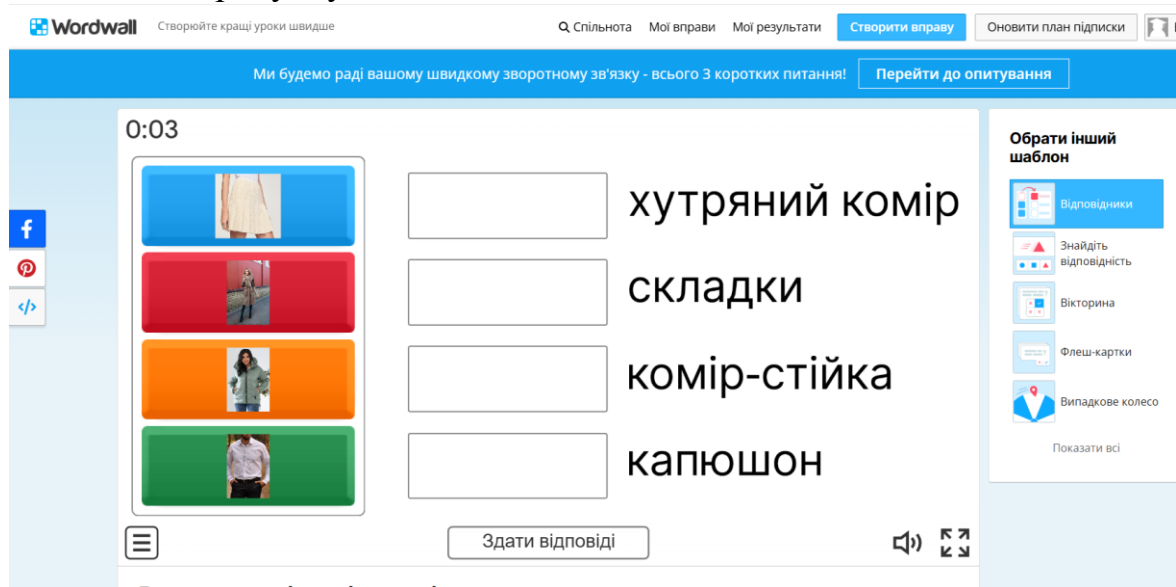 Wordwall Створюйте кращі уроки швидше Спільнота Мої вправи Мої результати Створити вправу Оновити план підписки
Ми будемо раді вашому швидкому зворотному зв'язку - всього 3 коротких питання! Перейти до опитування
0:03
хутряний комір
складки
комір-стійка
капюшон
Здати відповіді
Обрати інший
шаблон
Відповідники
Знайдіть
відповідність
Вікторина
Флеш-картки
Випадкове колесо
Показати всі